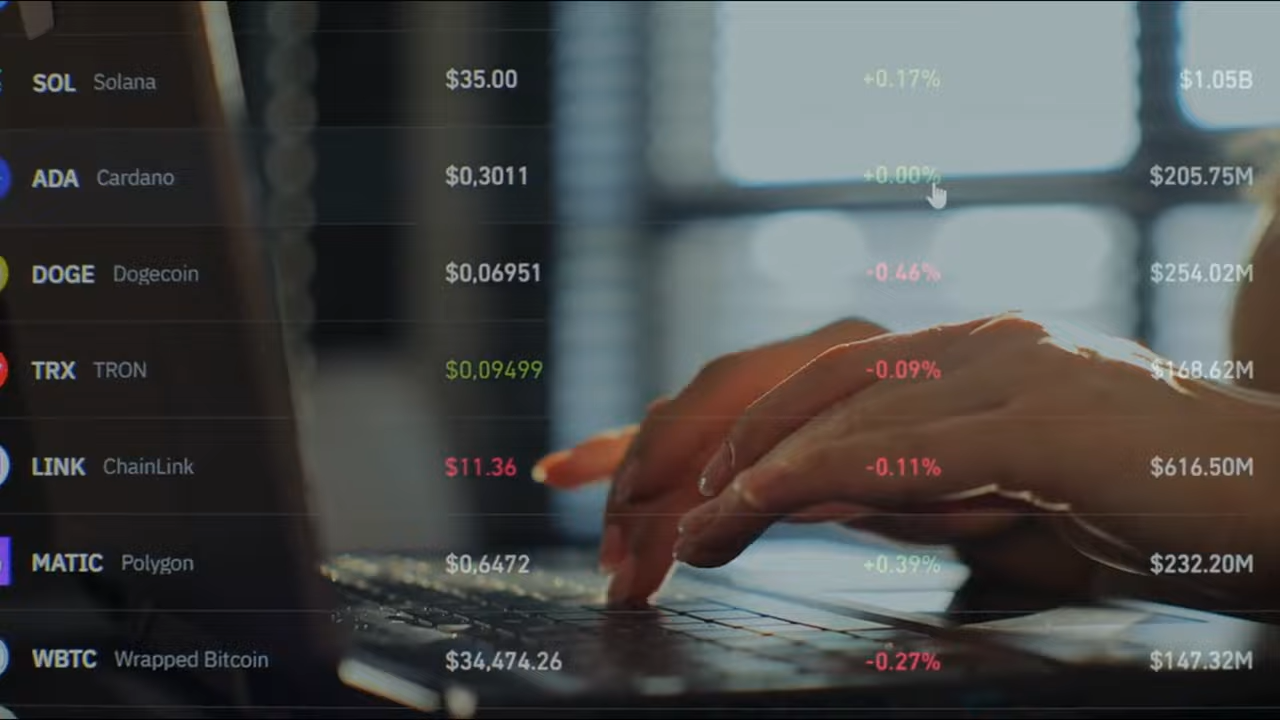 SOL Solana $35.00 +0.17% $1.05B
ADA Cardano $0,3011 +0.00% $205.75M
DOGE Dogecoin $0,06951 -0.46% $254.02M
TRX TRON $0,09499 -0.09% $168.62M
LINK ChainLink $11.36 -0.11% $616.50M
MATIC Polygon $0,6472 +0.39% $232.20M
WBTC Wrapped Bitcoin $34,474.26 -0.27% $147.32M